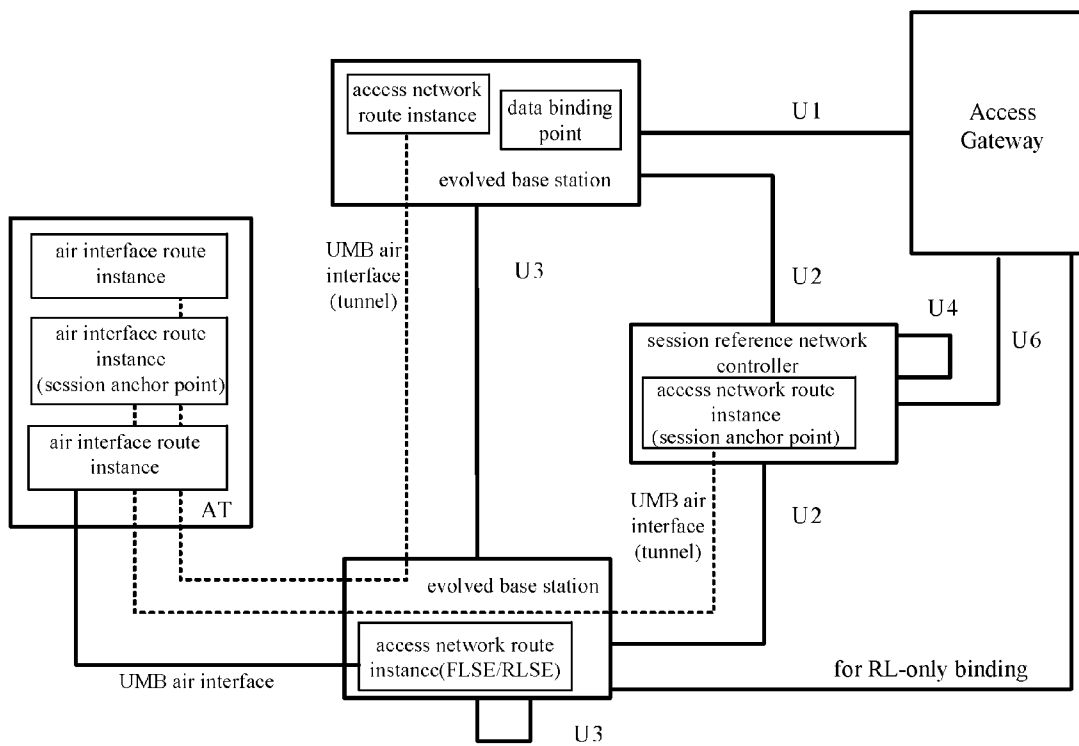 access network
route instance
data binding
point
evolved base station
U1
Access
Gateway
UMB air
interface
(tunnel)
U3
U2
air interface route
instance
air interface route
instance
(session anchor point)
air interface route
instance
AT
session reference network
controller
access network route
instance
(session anchor point)
U4
U6
UMB air
interface
(tunnel)
U2
evolved base station
access network route
instance(FLSE/RLSE)
UMB air interface
for RL-only binding
U3